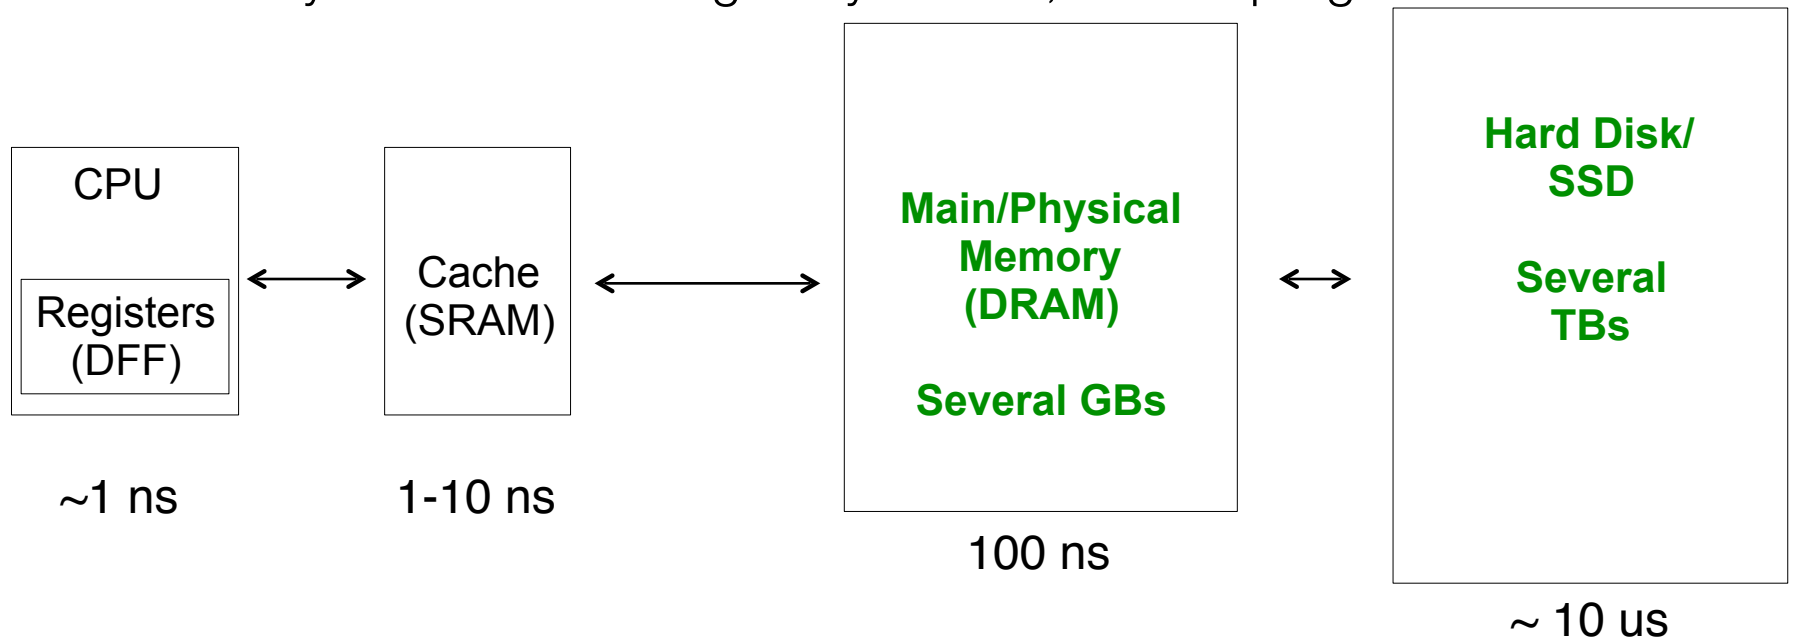 CPU
Registers
(DFF)
~1 ns
Cache
(SRAM)
1-10 ns
Main/Physical
Memory
(DRAM)
Several GBs
100 ns
Hard Disk/
SSD
Several
TBs
~ 10 us